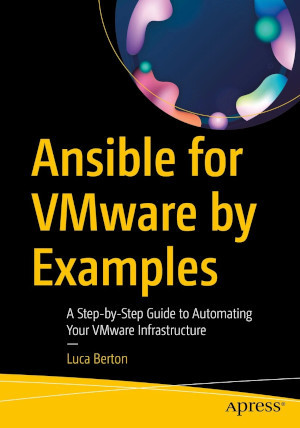 Ansible for
VMware by
Examples
A Step-by-Step Guide to Automating
Your VMware Infrastructure
—
Luca Berton
Apress®